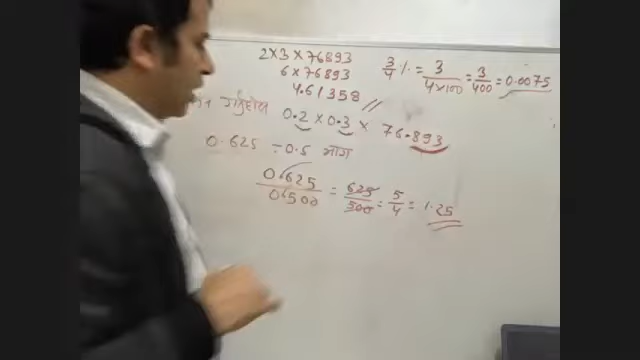 2×3×76893
6×76893
4.61358
3/4 % = 3/(4×100) = 3/400 = 0.0075
0.2 × 0.3 × 76.893
0.625 ÷ 0.5 भाग
0.625/0.500 = 625/500 = 5/4 = 1.25